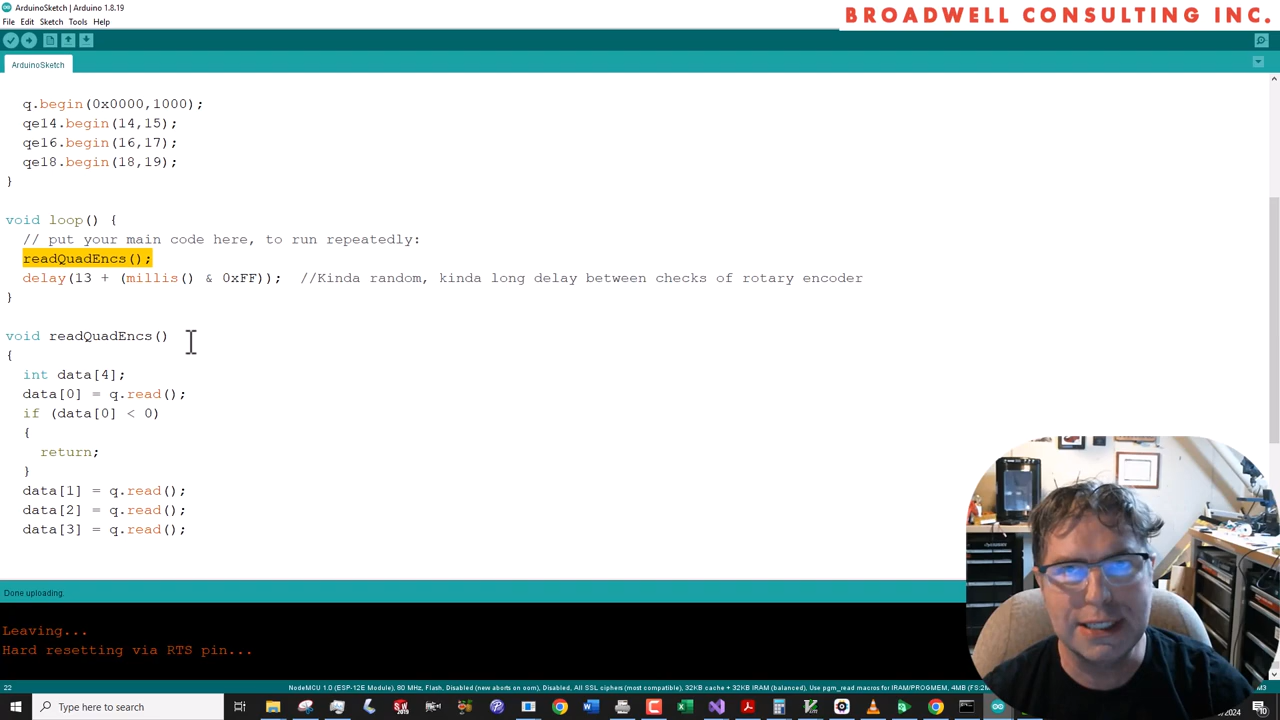 ArduinoSketch | Arduino 1.8.19
BROADWELL CONSULTING INC.
File Edit Sketch Tools Help
ArduinoSketch
q.begin(0x0000,1000);
qe14.begin(14,15);
qe16.begin(16,17);
qe18.begin(18,19);
}
void loop() {
// put your main code here, to run repeatedly:
readQuadEncs();
delay(13 + (millis() & 0xFF)); //Kinda random, kinda long delay between checks of rotary encoder
}
void readQuadEncs()
{
int data[4];
data[0] = q.read();
if (data[0] < 0)
{
return;
}
data[1] = q.read();
data[2] = q.read();
data[3] = q.read();
Done uploading.
Leaving...
Hard resetting via RTS pin...
22 NodeMCU 1.0 (ESP-12E Module), 80 MHz, Flash, Disabled (new aborts on oom), Disabled, All SSL ciphers (most compatible), 32KB cache + 32KB IRAM (balanced), Use pgm_read macros for IRAM/PROGMEM, 4MB (FS:2M
Type here to search